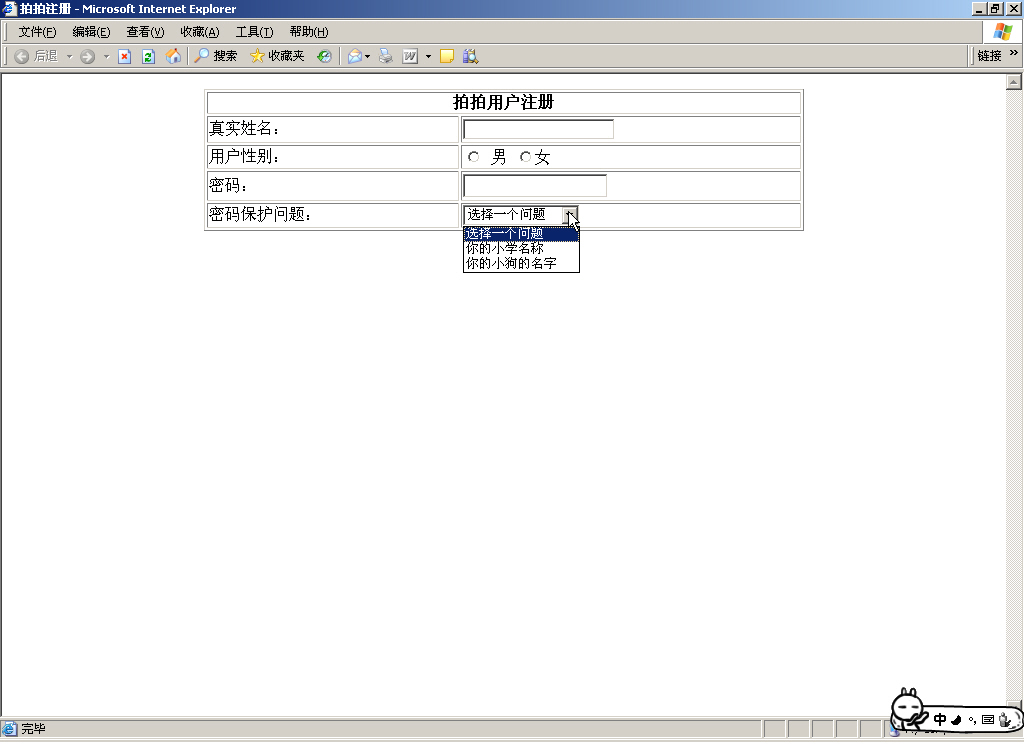 拍拍注册 - Microsoft Internet Explorer
文件(F) 编辑(E) 查看(V) 收藏(A) 工具(T) 帮助(H)
后退 搜索 收藏夹 链接 »
拍拍用户注册
真实姓名：
用户性别： 男 女
密码：
密码保护问题： 选择一个问题
选择一个问题
你的小学名称
你的小狗的名字
完毕 中